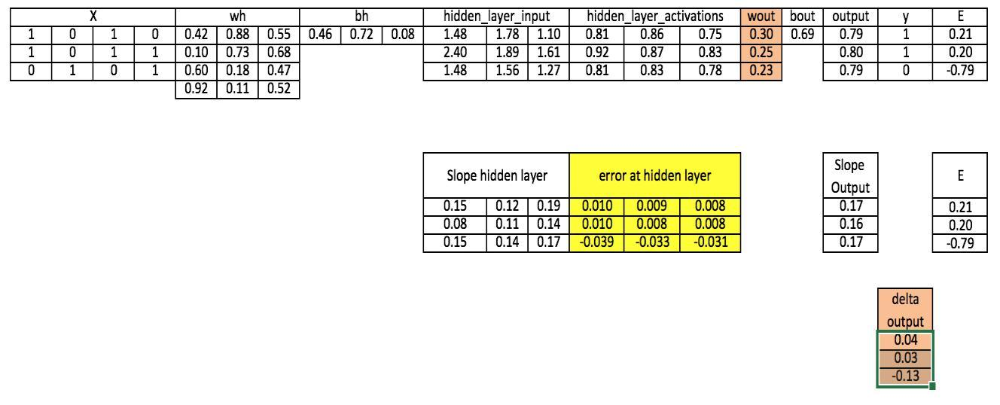 X wh bh hidden_layer_input hidden_layer_activations wout bout output y E
1 0 1 0 0.42 0.88 0.55 0.46 0.72 0.08 1.48 1.78 1.10 0.81 0.86 0.75 0.30 0.69 0.79 1 0.21
1 0 1 1 0.10 0.73 0.68 2.40 1.89 1.61 0.92 0.87 0.83 0.25 0.80 1 0.20
0 1 0 1 0.60 0.18 0.47 1.48 1.56 1.27 0.81 0.83 0.78 0.23 0.79 0 -0.79
0.92 0.11 0.52
Slope hidden layer error at hidden layer Slope Output E
0.15 0.12 0.19 0.010 0.009 0.008 0.17 0.21
0.08 0.11 0.14 0.010 0.008 0.008 0.16 0.20
0.15 0.14 0.17 -0.039 -0.033 -0.031 0.17 -0.79
delta
output
0.04
0.03
-0.13